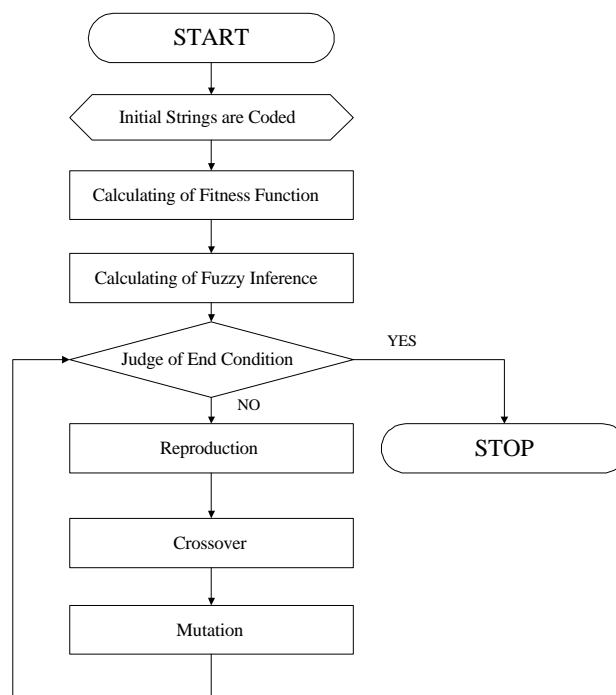 START
Initial Strings are Coded
Calculating of Fitness Function
Calculating of Fuzzy Inference
Judge of End Condition
YES
NO
Reproduction
STOP
Crossover
Mutation